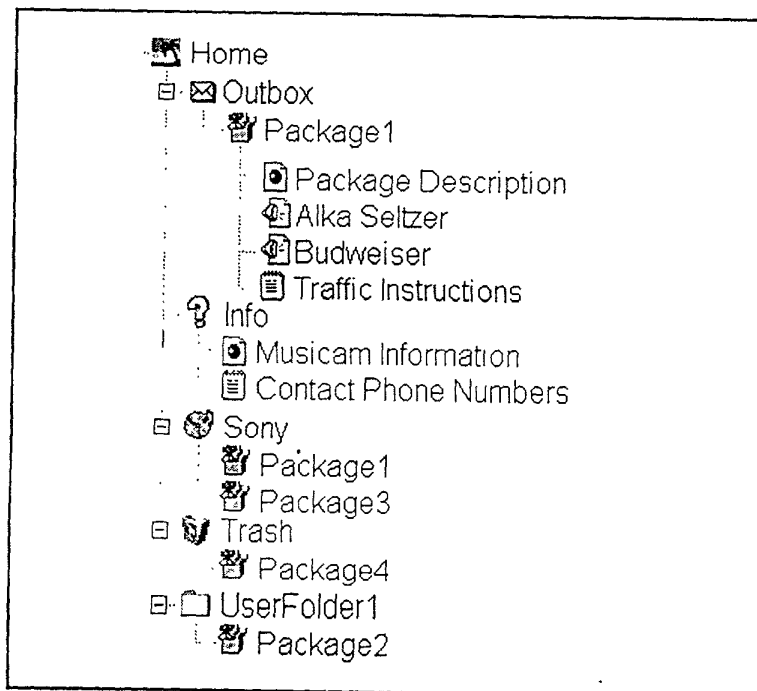 Home
Outbox
Package1
Package Description
Alka Seltzer
Budweiser
Traffic Instructions
Info
Musicam Information
Contact Phone Numbers
Sony
Package1
Package3
Trash
Package4
UserFolder1
Package2